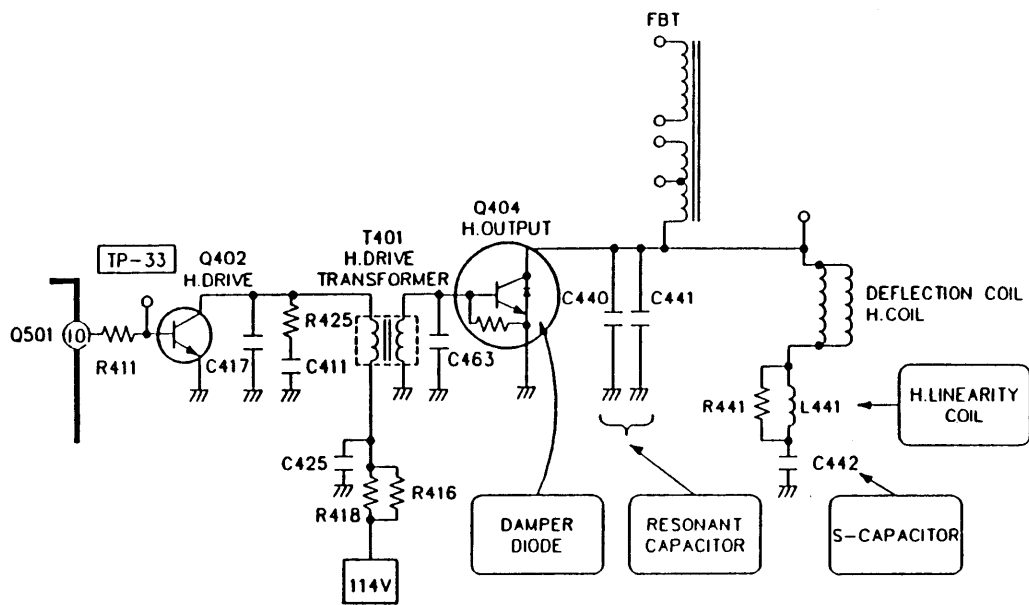 FBT
Q404
H.OUTPUT
T401
H.DRIVE
TRANSFORMER
TP-33
Q402
H.DRIVE
C440
C441
DEFLECTION COIL
H.COIL
R425
Q501
10
R411
C417
C411
C463
R441
L441
H.LINEARITY
COIL
C442
C425
R416
R418
DAMPER
DIODE
RESONANT
CAPACITOR
S-CAPACITOR
114V